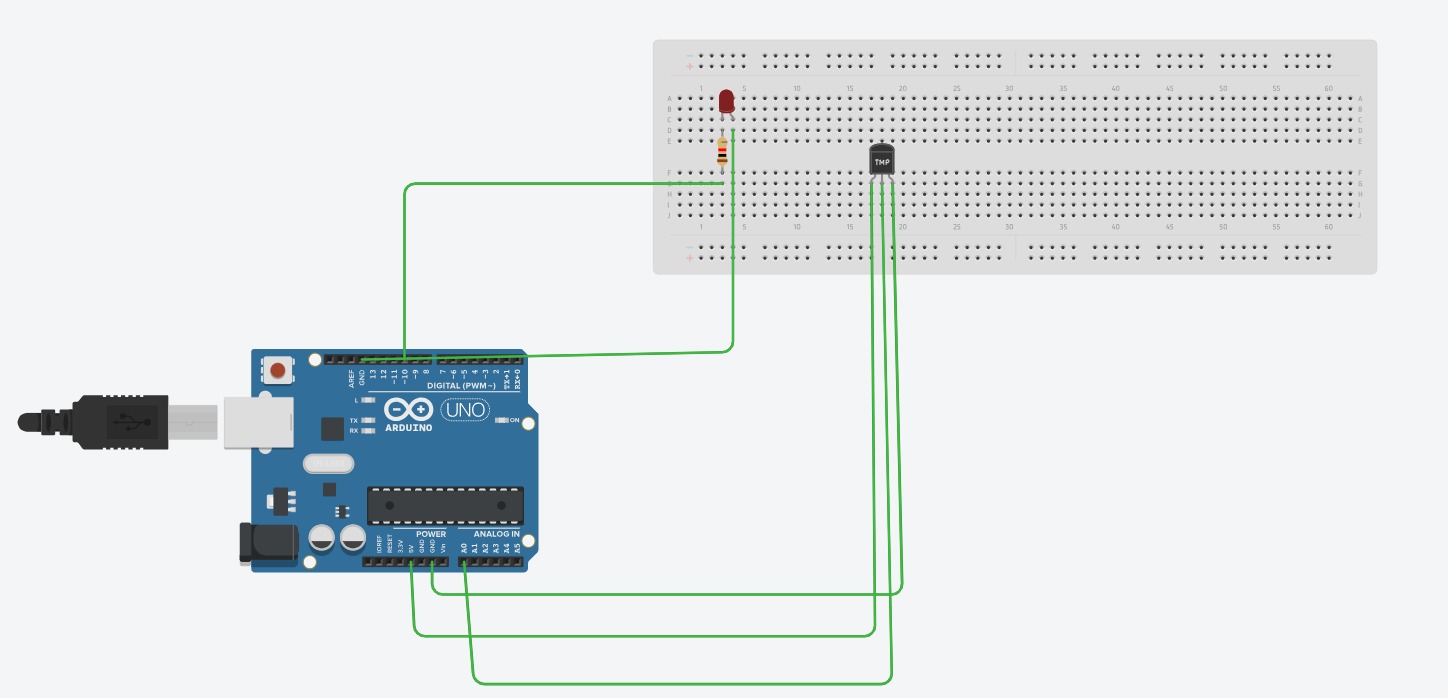 - -
+ +
1 5 10 15 20 25 30 35 40 45 50 55 60
A A
B B
C C
D D
E E
TMP
F F
G
H H
I I
J J
1 5 10 15 20 25 30 35 40 45 50 55 60
-
+
AREF GND 13 12 ~11 ~10 ~9 8 7 ~6 ~5 4 ~3 2 TX→1 RX←0
DIGITAL (PWM~)
L
TX
RX
UNO
ON
ARDUINO
POWER ANALOG IN
IOREF RESET 3.3V 5V GND GND Vin A0 A1 A2 A3 A4 A5